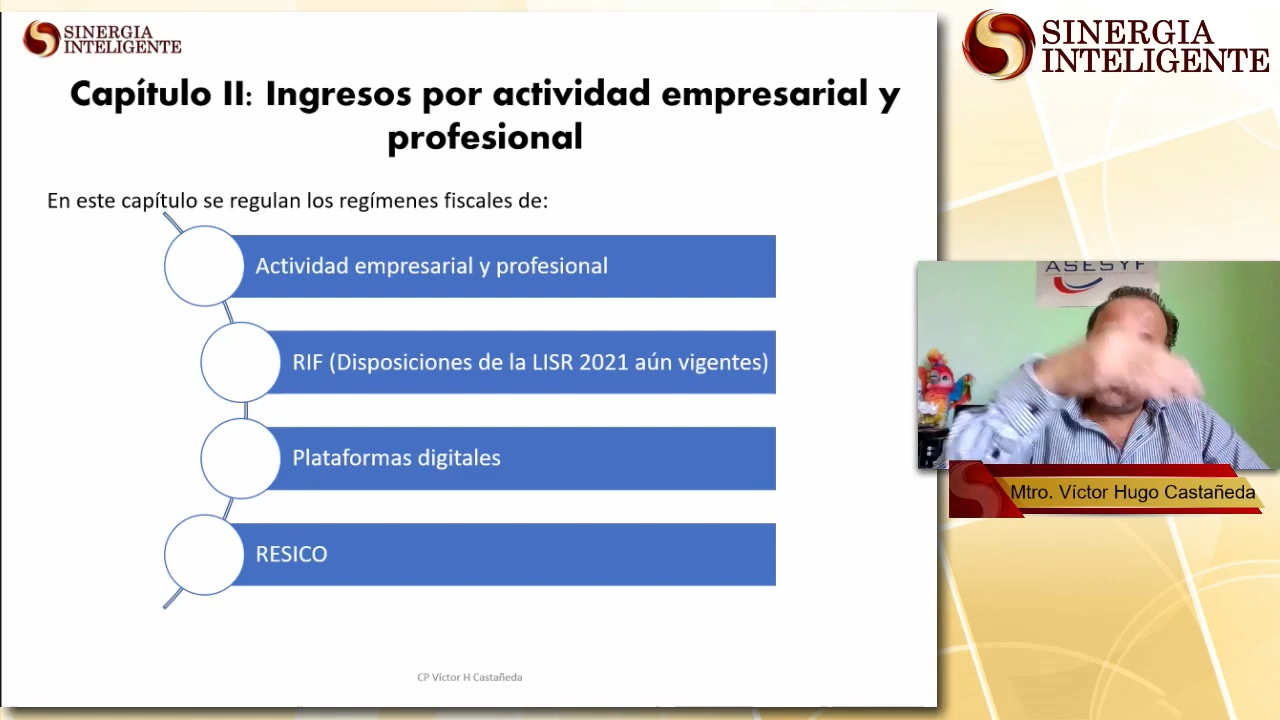 SINERGIA
INTELIGENTE
Capítulo II: Ingresos por actividad empresarial y
profesional
En este capítulo se regulan los regímenes fiscales de:
Actividad empresarial y profesional
RIF (Disposiciones de la LISR 2021 aún vigentes)
Plataformas digitales
RESICO
CP Víctor H Castañeda
SINERGIA
INTELIGENTE
ASESYF
Mtro. Víctor Hugo Castañeda